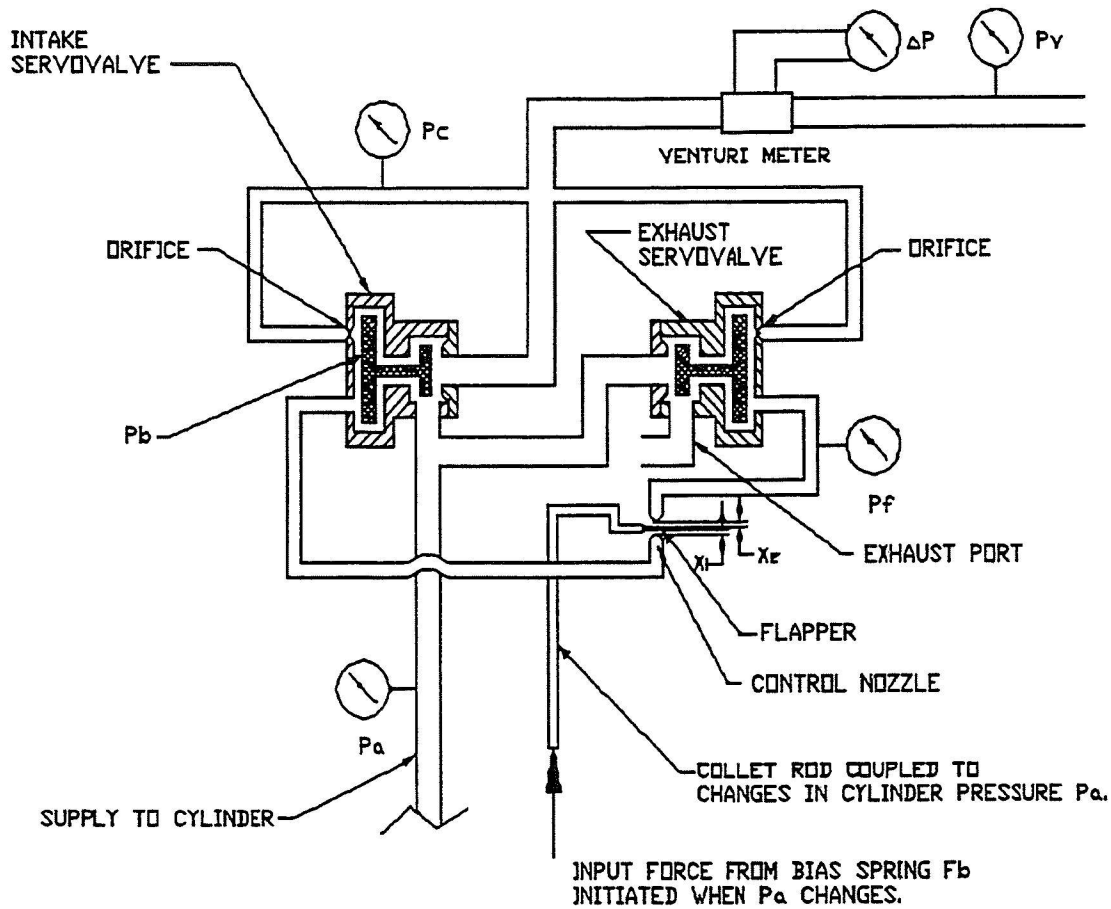 INTAKE
SERVOVALVE
ΔP
Pv
Pc
VENTURI METER
ORIFICE
EXHAUST
SERVOVALVE
ORIFICE
Pb
Pf
EXHAUST PORT
XI
XE
FLAPPER
CONTROL NOZZLE
Pa
COLLET ROD COUPLED TO
CHANGES IN CYLINDER PRESSURE Pa.
SUPPLY TO CYLINDER
INPUT FORCE FROM BIAS SPRING Fb
INITIATED WHEN Pa CHANGES.